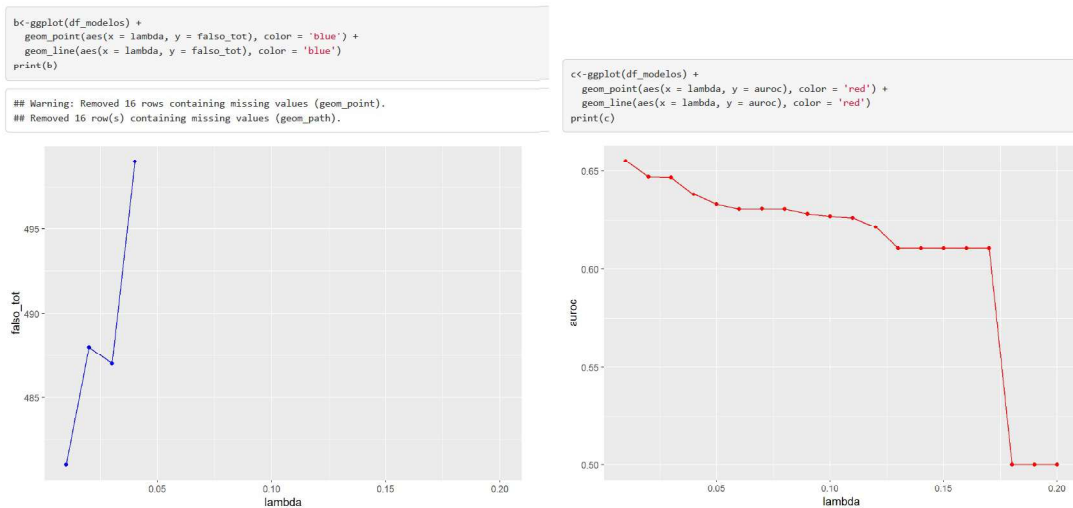 b<-ggplot(df_modelos) +
geom_point(aes(x = lambda, y = falso_tot), color = 'blue') +
geom_line(aes(x = lambda, y = falso_tot), color = 'blue')
print(b)
## Warning: Removed 16 rows containing missing values (geom_point).
## Removed 16 row(s) containing missing values (geom_path).
495
490
485
falso_tot
0.05
0.10
0.15
0.20
lambda
c<-ggplot(df_modelos) +
geom_point(aes(x = lambda, y = auroc), color = 'red') +
geom_line(aes(x = lambda, y = auroc), color = 'red')
print(c)
0.65
0.60
0.55
0.50
auroc
0.05
0.10
0.15
0.20
lambda